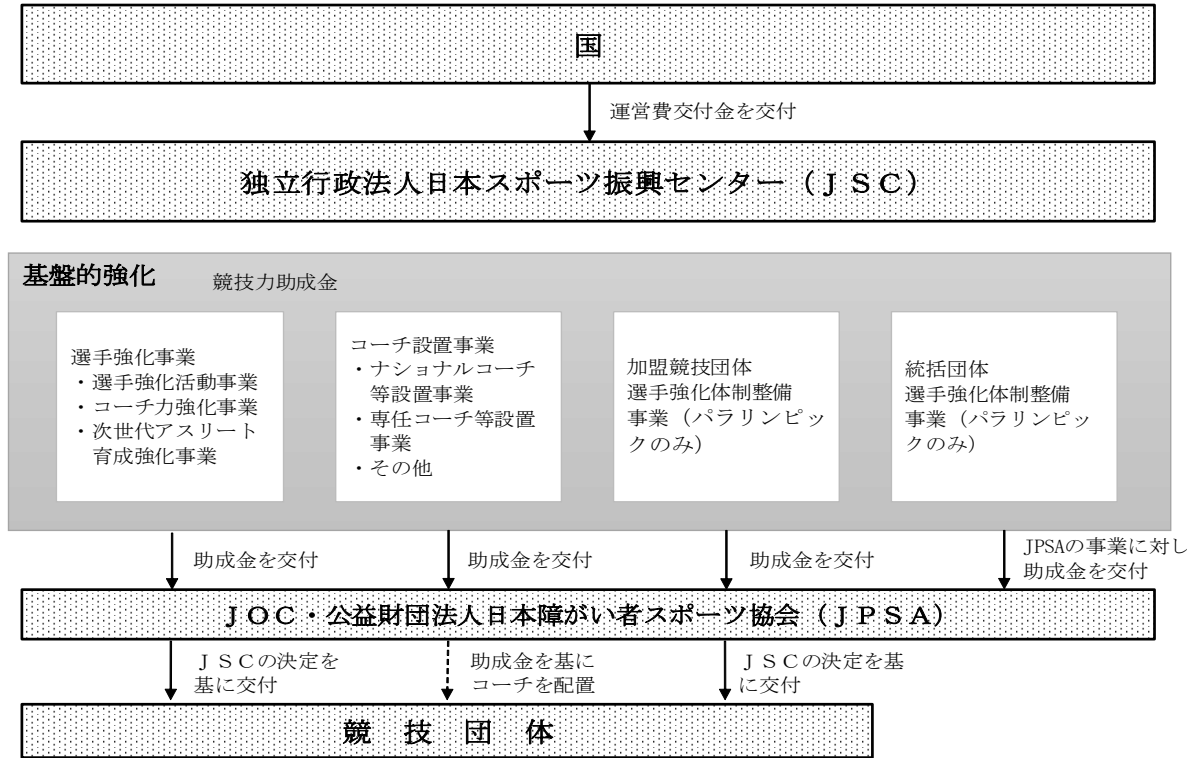 国
運営費交付金を交付
独立行政法人日本スポーツ振興センター（ＪＳＣ）
基盤的強化
競技力助成金
選手強化事業
・選手強化活動事業
・コーチ力強化事業
・次世代アスリート
育成強化事業
コーチ設置事業
・ナショナルコーチ
等設置事業
・専任コーチ等設置
事業
・その他
加盟競技団体
選手強化体制整備
事業（パラリンピッ
クのみ）
統括団体
選手強化体制整備
事業（パラリンピッ
クのみ）
助成金を交付
助成金を交付
助成金を交付
JPSAの事業に対し
助成金を交付
ＪＯＣ・公益財団法人日本障がい者スポーツ協会（ＪＰＳＡ）
ＪＳＣの決定を
基に交付
助成金を基に
コーチを配置
ＪＳＣの決定を基
に交付
競技団体